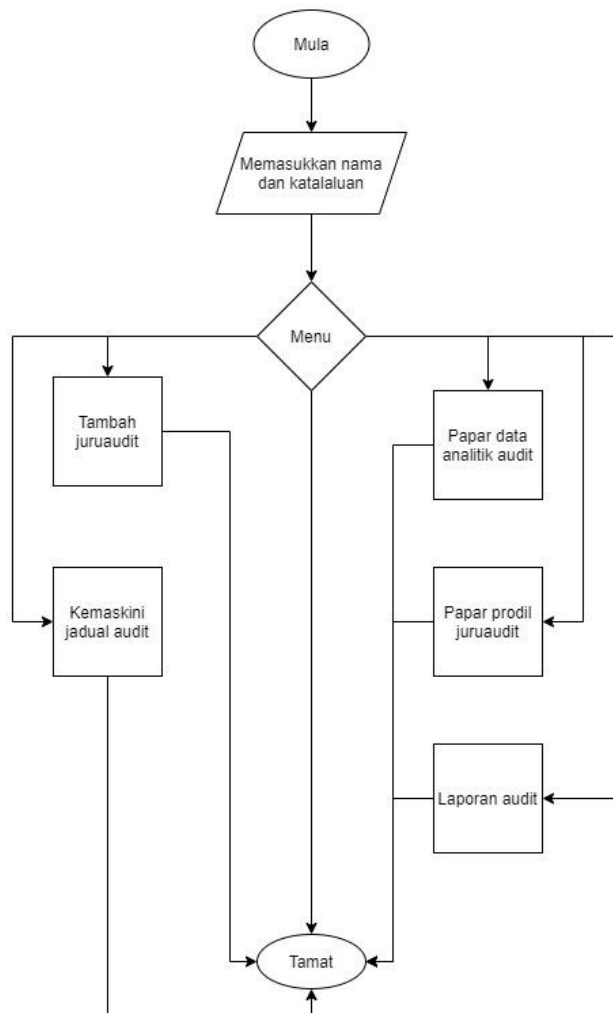 Mula
Memasukkan nama
dan katalaluan
Menu
Tambah
juruaudit
Papar data
analitik audit
Kemaskini
jadual audit
Papar prodil
juruaudit
Laporan audit
Tamat